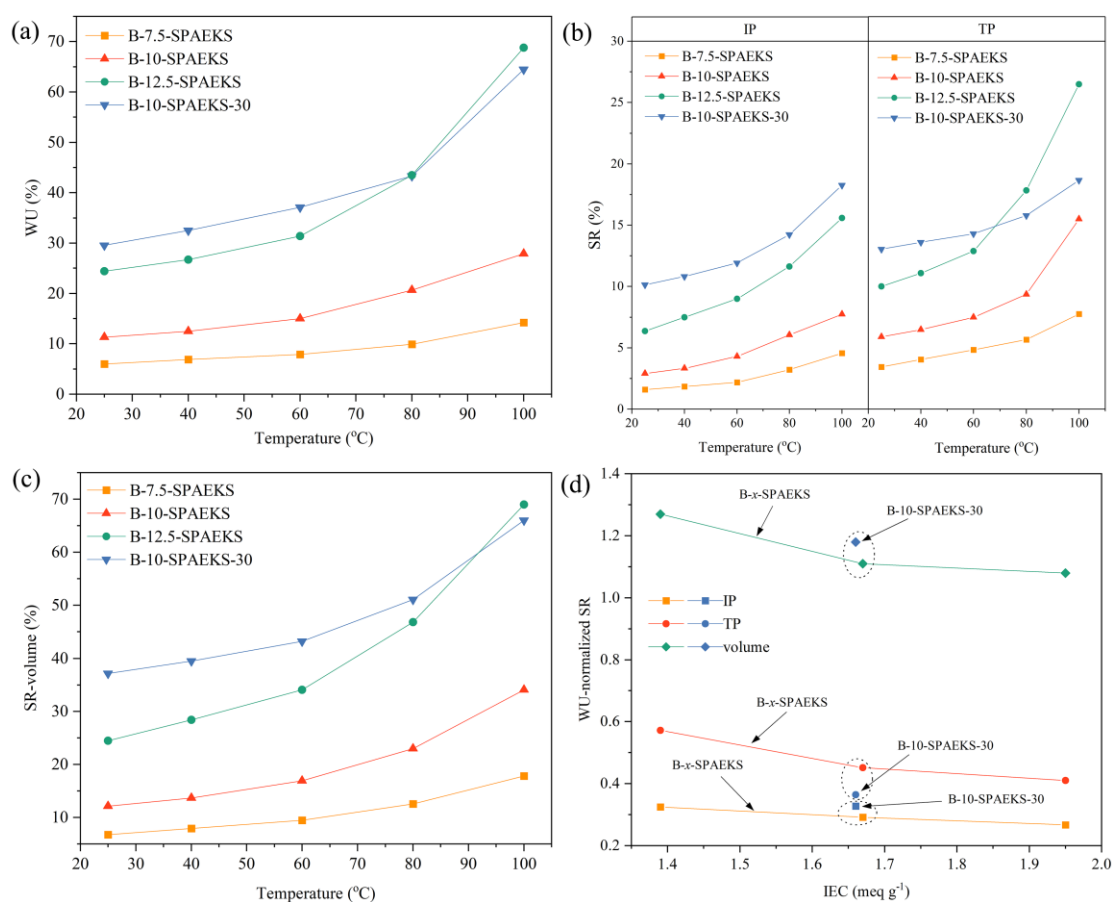 (a)
B-7.5-SPAEKS
B-10-SPAEKS
B-12.5-SPAEKS
B-10-SPAEKS-30
WU (%)
70
60
50
40
30
20
10
0
20 30 40 50 60 70 80 90 100
Temperature (°C)
(b)
IP TP
B-7.5-SPAEKS
B-10-SPAEKS
B-12.5-SPAEKS
B-10-SPAEKS-30
B-7.5-SPAEKS
B-10-SPAEKS
B-12.5-SPAEKS
B-10-SPAEKS-30
SR (%)
30
25
20
15
10
5
0
20 40 60 80 100 20 40 60 80 100
Temperature (°C) Temperature (°C)
(c)
B-7.5-SPAEKS
B-10-SPAEKS
B-12.5-SPAEKS
B-10-SPAEKS-30
SR-volume (%)
70
60
50
40
30
20
10
20 30 40 50 60 70 80 90 100
Temperature (°C)
(d)
WU-normalized SR
1.4
1.2
1.0
0.8
0.6
0.4
0.2
B-x-SPAEKS
B-10-SPAEKS-30
IP
TP
volume
B-x-SPAEKS
B-10-SPAEKS-30
B-x-SPAEKS
B-10-SPAEKS-30
1.4 1.5 1.6 1.7 1.8 1.9 2.0
IEC (meq g⁻¹)